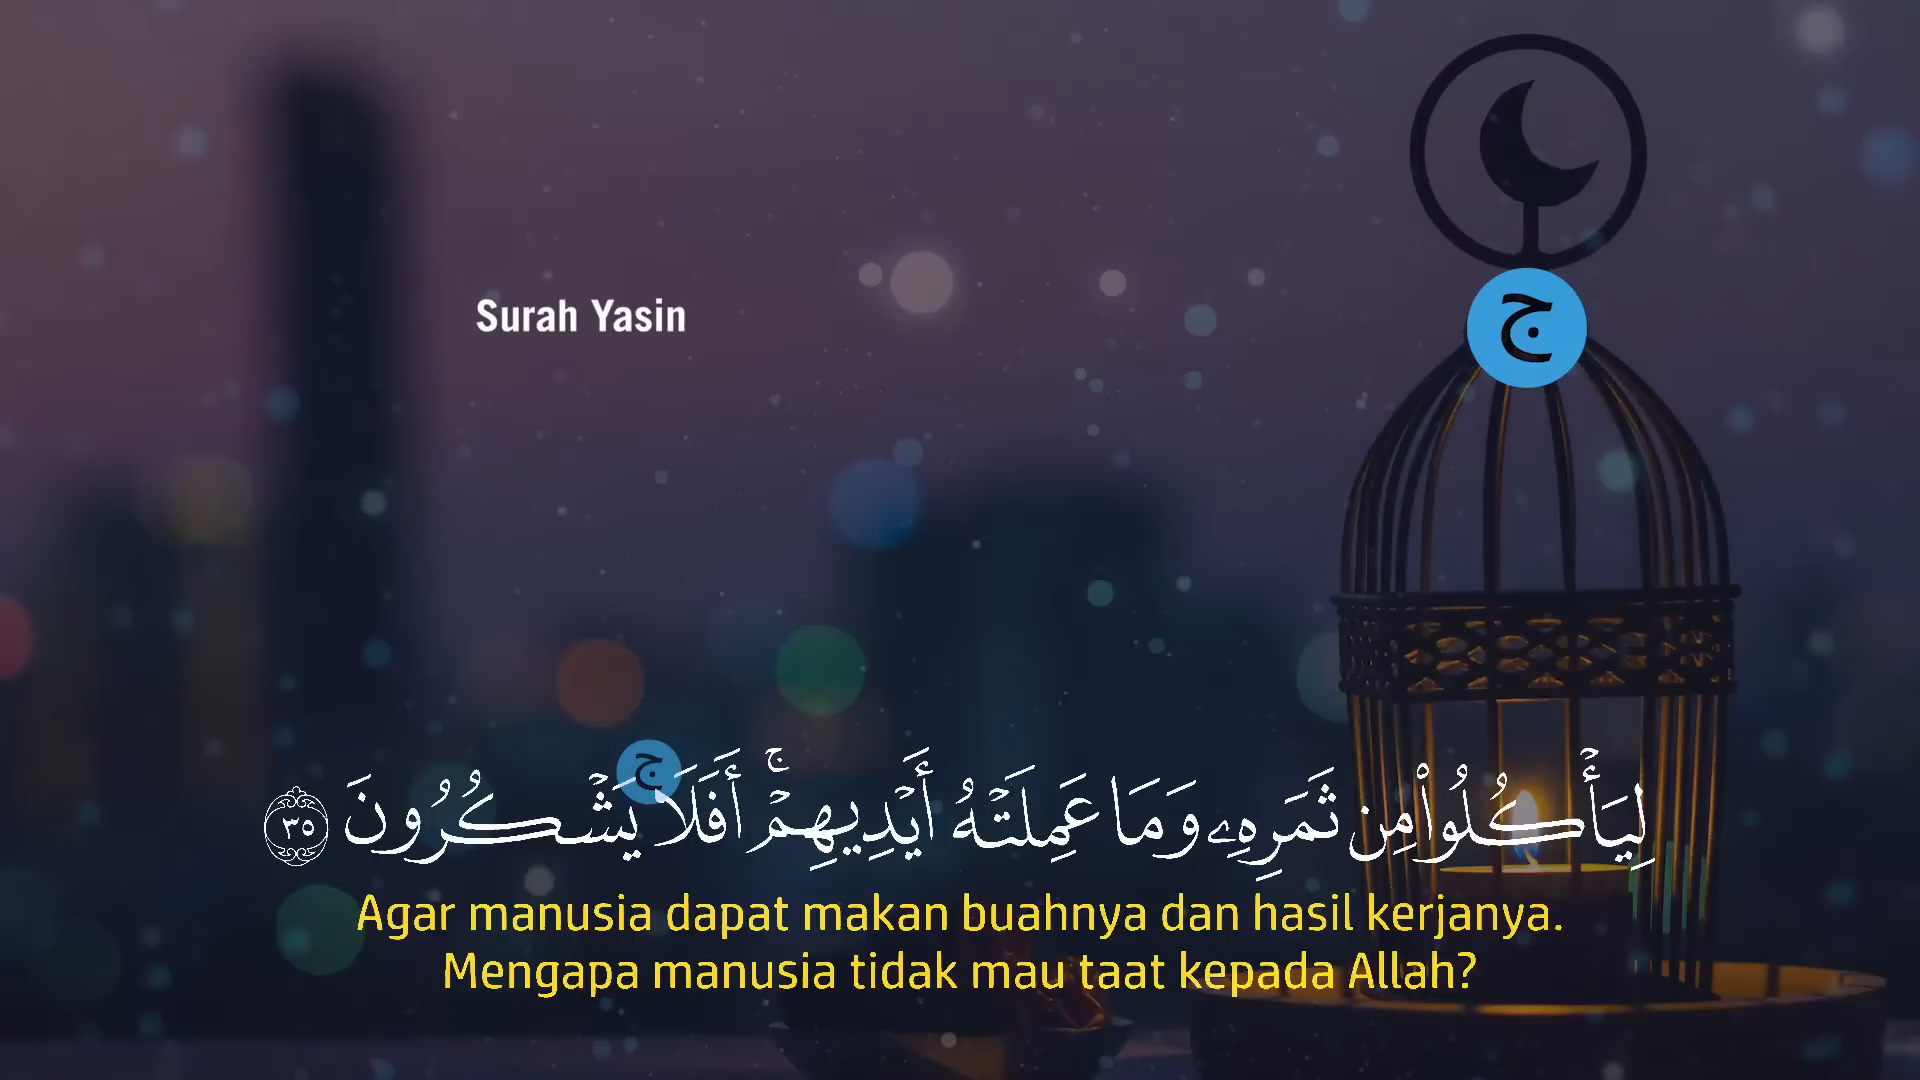 Surah Yasin
ج
ج
لِيَأْكُلُوا۟ مِن ثَمَرِهِۦ وَمَا عَمِلَتْهُ أَيْدِيهِمْ ۚ أَفَلَا يَشْكُرُونَ ٣٥
Agar manusia dapat makan buahnya dan hasil kerjanya.
Mengapa manusia tidak mau taat kepada Allah?